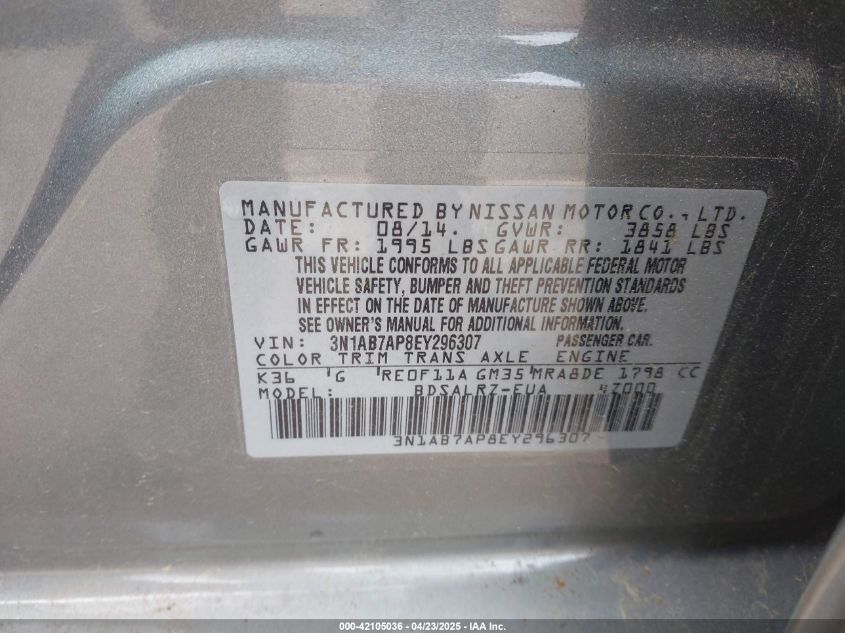 MANUFACTURED BY NISSAN MOTOR CO., LTD.
DATE: 08/14. GVWR: 3858 LBS
GAWR FR: 1995 LBS GAWR RR: 1841 LBS
THIS VEHICLE CONFORMS TO ALL APPLICABLE FEDERAL MOTOR
VEHICLE SAFETY, BUMPER AND THEFT PREVENTION STANDARDS
IN EFFECT ON THE DATE OF MANUFACTURE SHOWN ABOVE.
SEE OWNER'S MANUAL FOR ADDITIONAL INFORMATION.
VIN: 3N1AB7AP8EY296307 PASSENGER CAR.
COLOR TRIM TRANS AXLE ENGINE
K36 G RE0F11A GM35 MRA8DE 1798 CC
MODEL: BDSALRZ-EUA
3N1AB7AP8EY296307
000-42105036 - 04/23/2025 - IAA Inc.